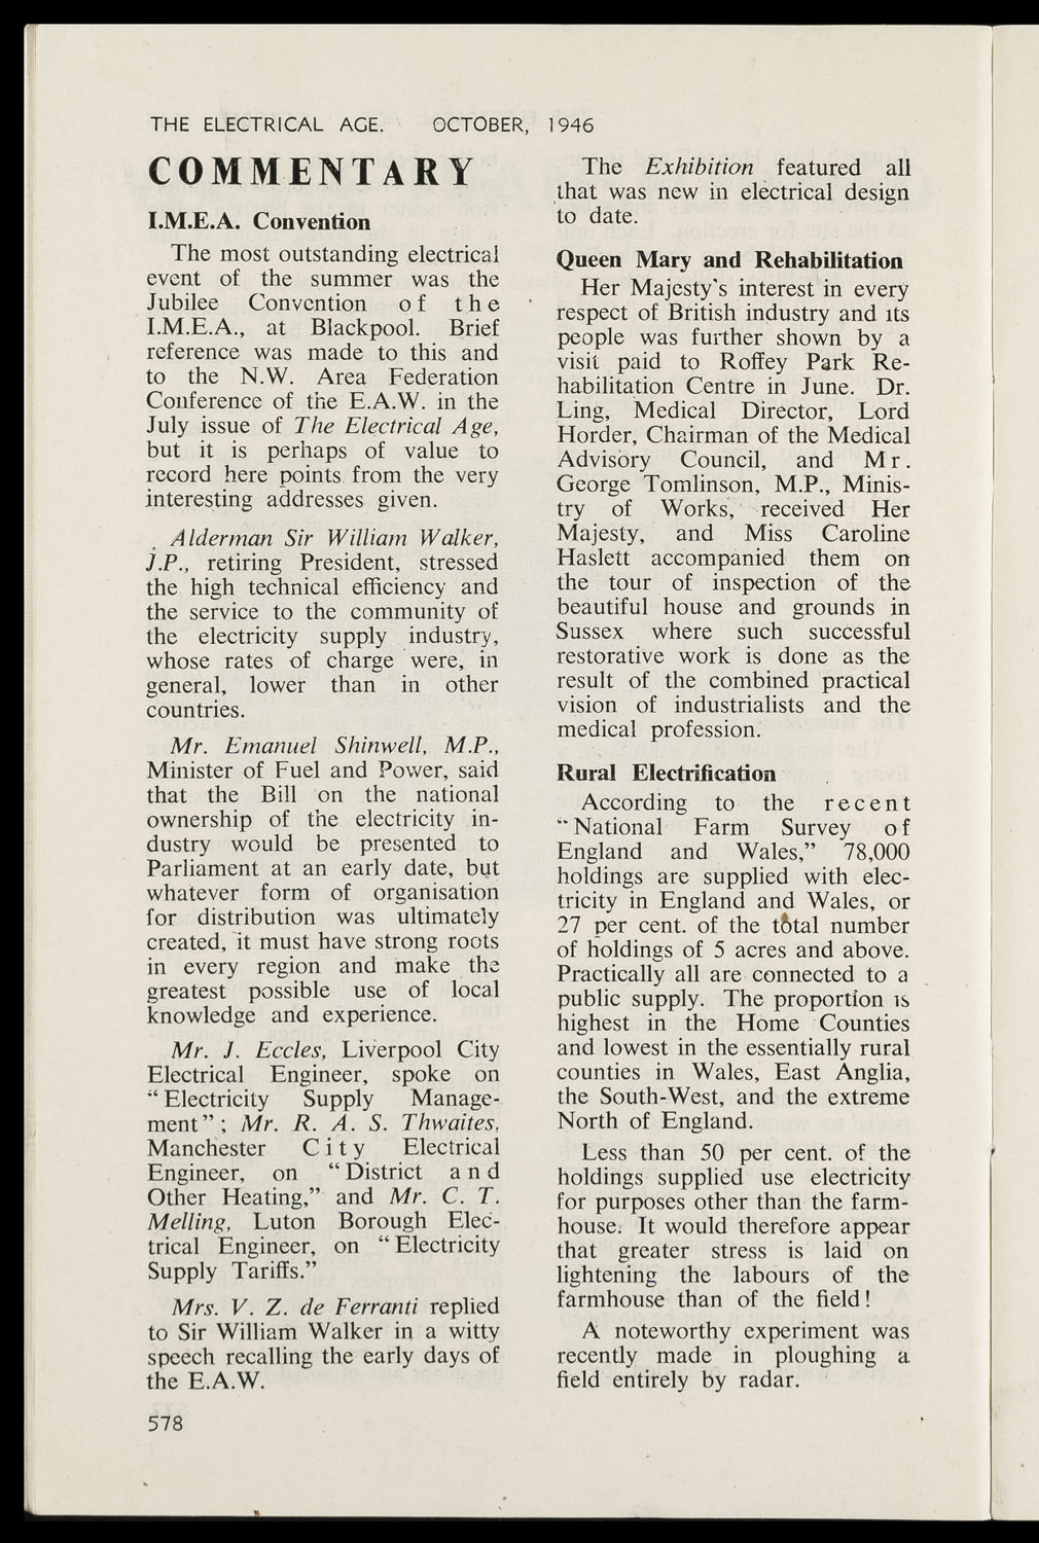 THE ELECTRICAL AGE. OCTOBER, 1946
COMMENTARY
I.M.E.A. Convention
The most outstanding electrical
event of the summer was the
Jubilee Convention of the
I.M.E.A., at Blackpool. Brief
reference was made to this and
to the N.W. Area Federation
Conference of the E.A.W. in the
July issue of The Electrical Age,
but it is perhaps of value to
record here points from the very
interesting addresses given.
Alderman Sir William Walker,
J.P., retiring President, stressed
the high technical efficiency and
the service to the community of
the electricity supply industry,
whose rates of charge were, in
general, lower than in other
countries.
Mr. Emanuel Shinwell, M.P.,
Minister of Fuel and Power, said
that the Bill on the national
ownership of the electricity in-
dustry would be presented to
Parliament at an early date, but
whatever form of organisation
for distribution was ultimately
created, it must have strong roots
in every region and make the
greatest possible use of local
knowledge and experience.
Mr. J. Eccles, Liverpool City
Electrical Engineer, spoke on
“Electricity Supply Manage-
ment”; Mr. R. A. S. Thwaites,
Manchester City Electrical
Engineer, on “District and
Other Heating,” and Mr. C. T.
Melling, Luton Borough Elec-
trical Engineer, on “Electricity
Supply Tariffs.”
Mrs. V. Z. de Ferranti replied
to Sir William Walker in a witty
speech recalling the early days of
the E.A.W.
578
The Exhibition featured all
that was new in electrical design
to date.
Queen Mary and Rehabilitation
Her Majesty's interest in every
respect of British industry and its
people was further shown by a
visit paid to Roffey Park Re-
habilitation Centre in June. Dr.
Ling, Medical Director, Lord
Horder, Chairman of the Medical
Advisory Council, and Mr.
George Tomlinson, M.P., Minis-
try of Works, received Her
Majesty, and Miss Caroline
Haslett accompanied them on
the tour of inspection of the
beautiful house and grounds in
Sussex where such successful
restorative work is done as the
result of the combined practical
vision of industrialists and the
medical profession.
Rural Electrification
According to the recent
“National Farm Survey of
England and Wales,” 78,000
holdings are supplied with elec-
tricity in England and Wales, or
27 per cent. of the total number
of holdings of 5 acres and above.
Practically all are connected to a
public supply. The proportion is
highest in the Home Counties
and lowest in the essentially rural
counties in Wales, East Anglia,
the South-West, and the extreme
North of England.
Less than 50 per cent. of the
holdings supplied use electricity
for purposes other than the farm-
house. It would therefore appear
that greater stress is laid on
lightening the labours of the
farmhouse than of the field!
A noteworthy experiment was
recently made in ploughing a
field entirely by radar.